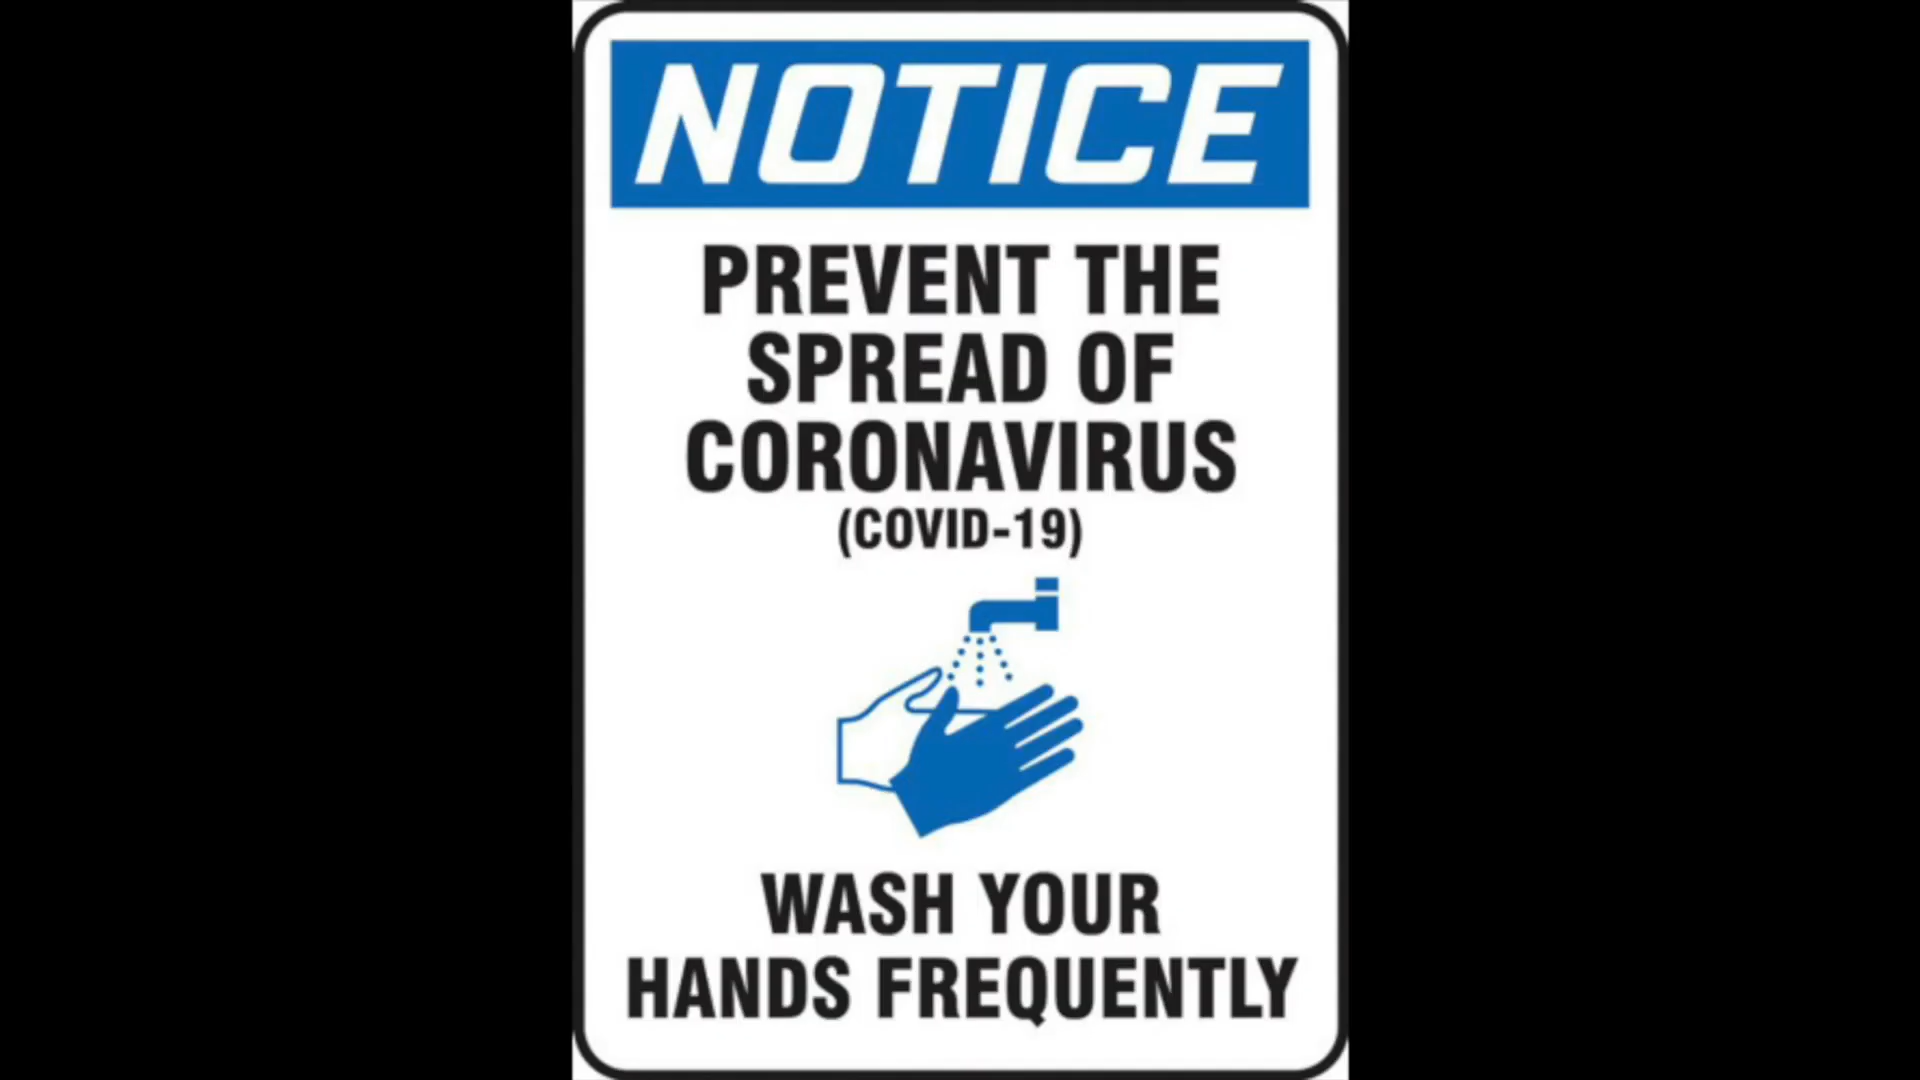 NOTICE
PREVENT THE
SPREAD OF
CORONAVIRUS
(COVID-19)
WASH YOUR
HANDS FREQUENTLY